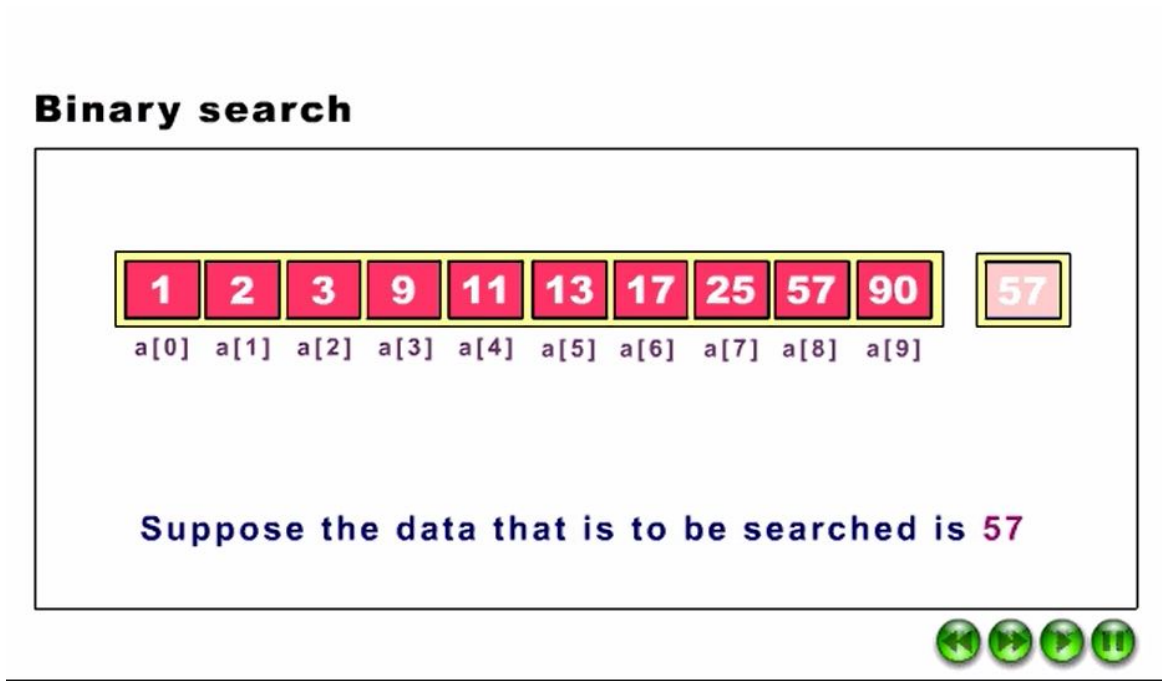 Binary search
1 2 3 9 11 13 17 25 57 90 57
a[0] a[1] a[2] a[3] a[4] a[5] a[6] a[7] a[8] a[9]
Suppose the data that is to be searched is 57